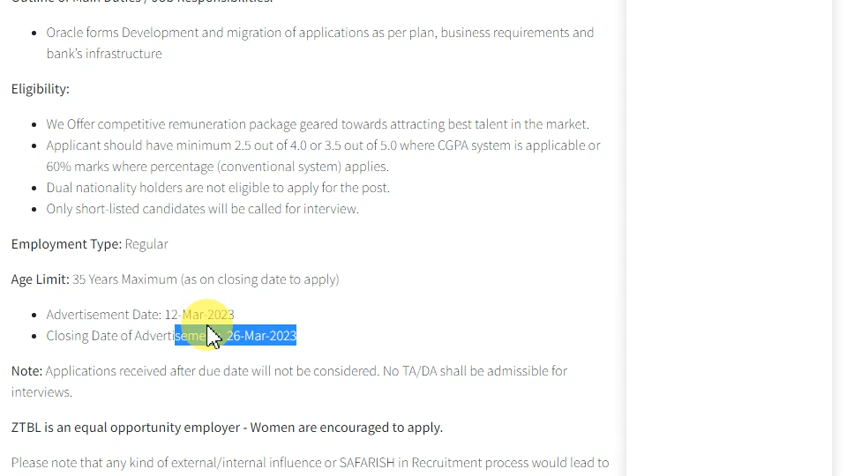 Outline of Main Duties / Job Responsibilities:
Oracle forms Development and migration of applications as per plan, business requirements and
bank's infrastructure
Eligibility:
We Offer competitive remuneration package geared towards attracting best talent in the market.
Applicant should have minimum 2.5 out of 4.0 or 3.5 out of 5.0 where CGPA system is applicable or
60% marks where percentage (conventional system) applies.
Dual nationality holders are not eligible to apply for the post.
Only short-listed candidates will be called for interview.
Employment Type: Regular
Age Limit: 35 Years Maximum (as on closing date to apply)
Advertisement Date: 12-Mar-2023
Closing Date of Advertisement: 26-Mar-2023
Note: Applications received after due date will not be considered. No TA/DA shall be admissible for
interviews.
ZTBL is an equal opportunity employer - Women are encouraged to apply.
Please note that any kind of external/internal influence or SAFARISH in Recruitment process would lead to